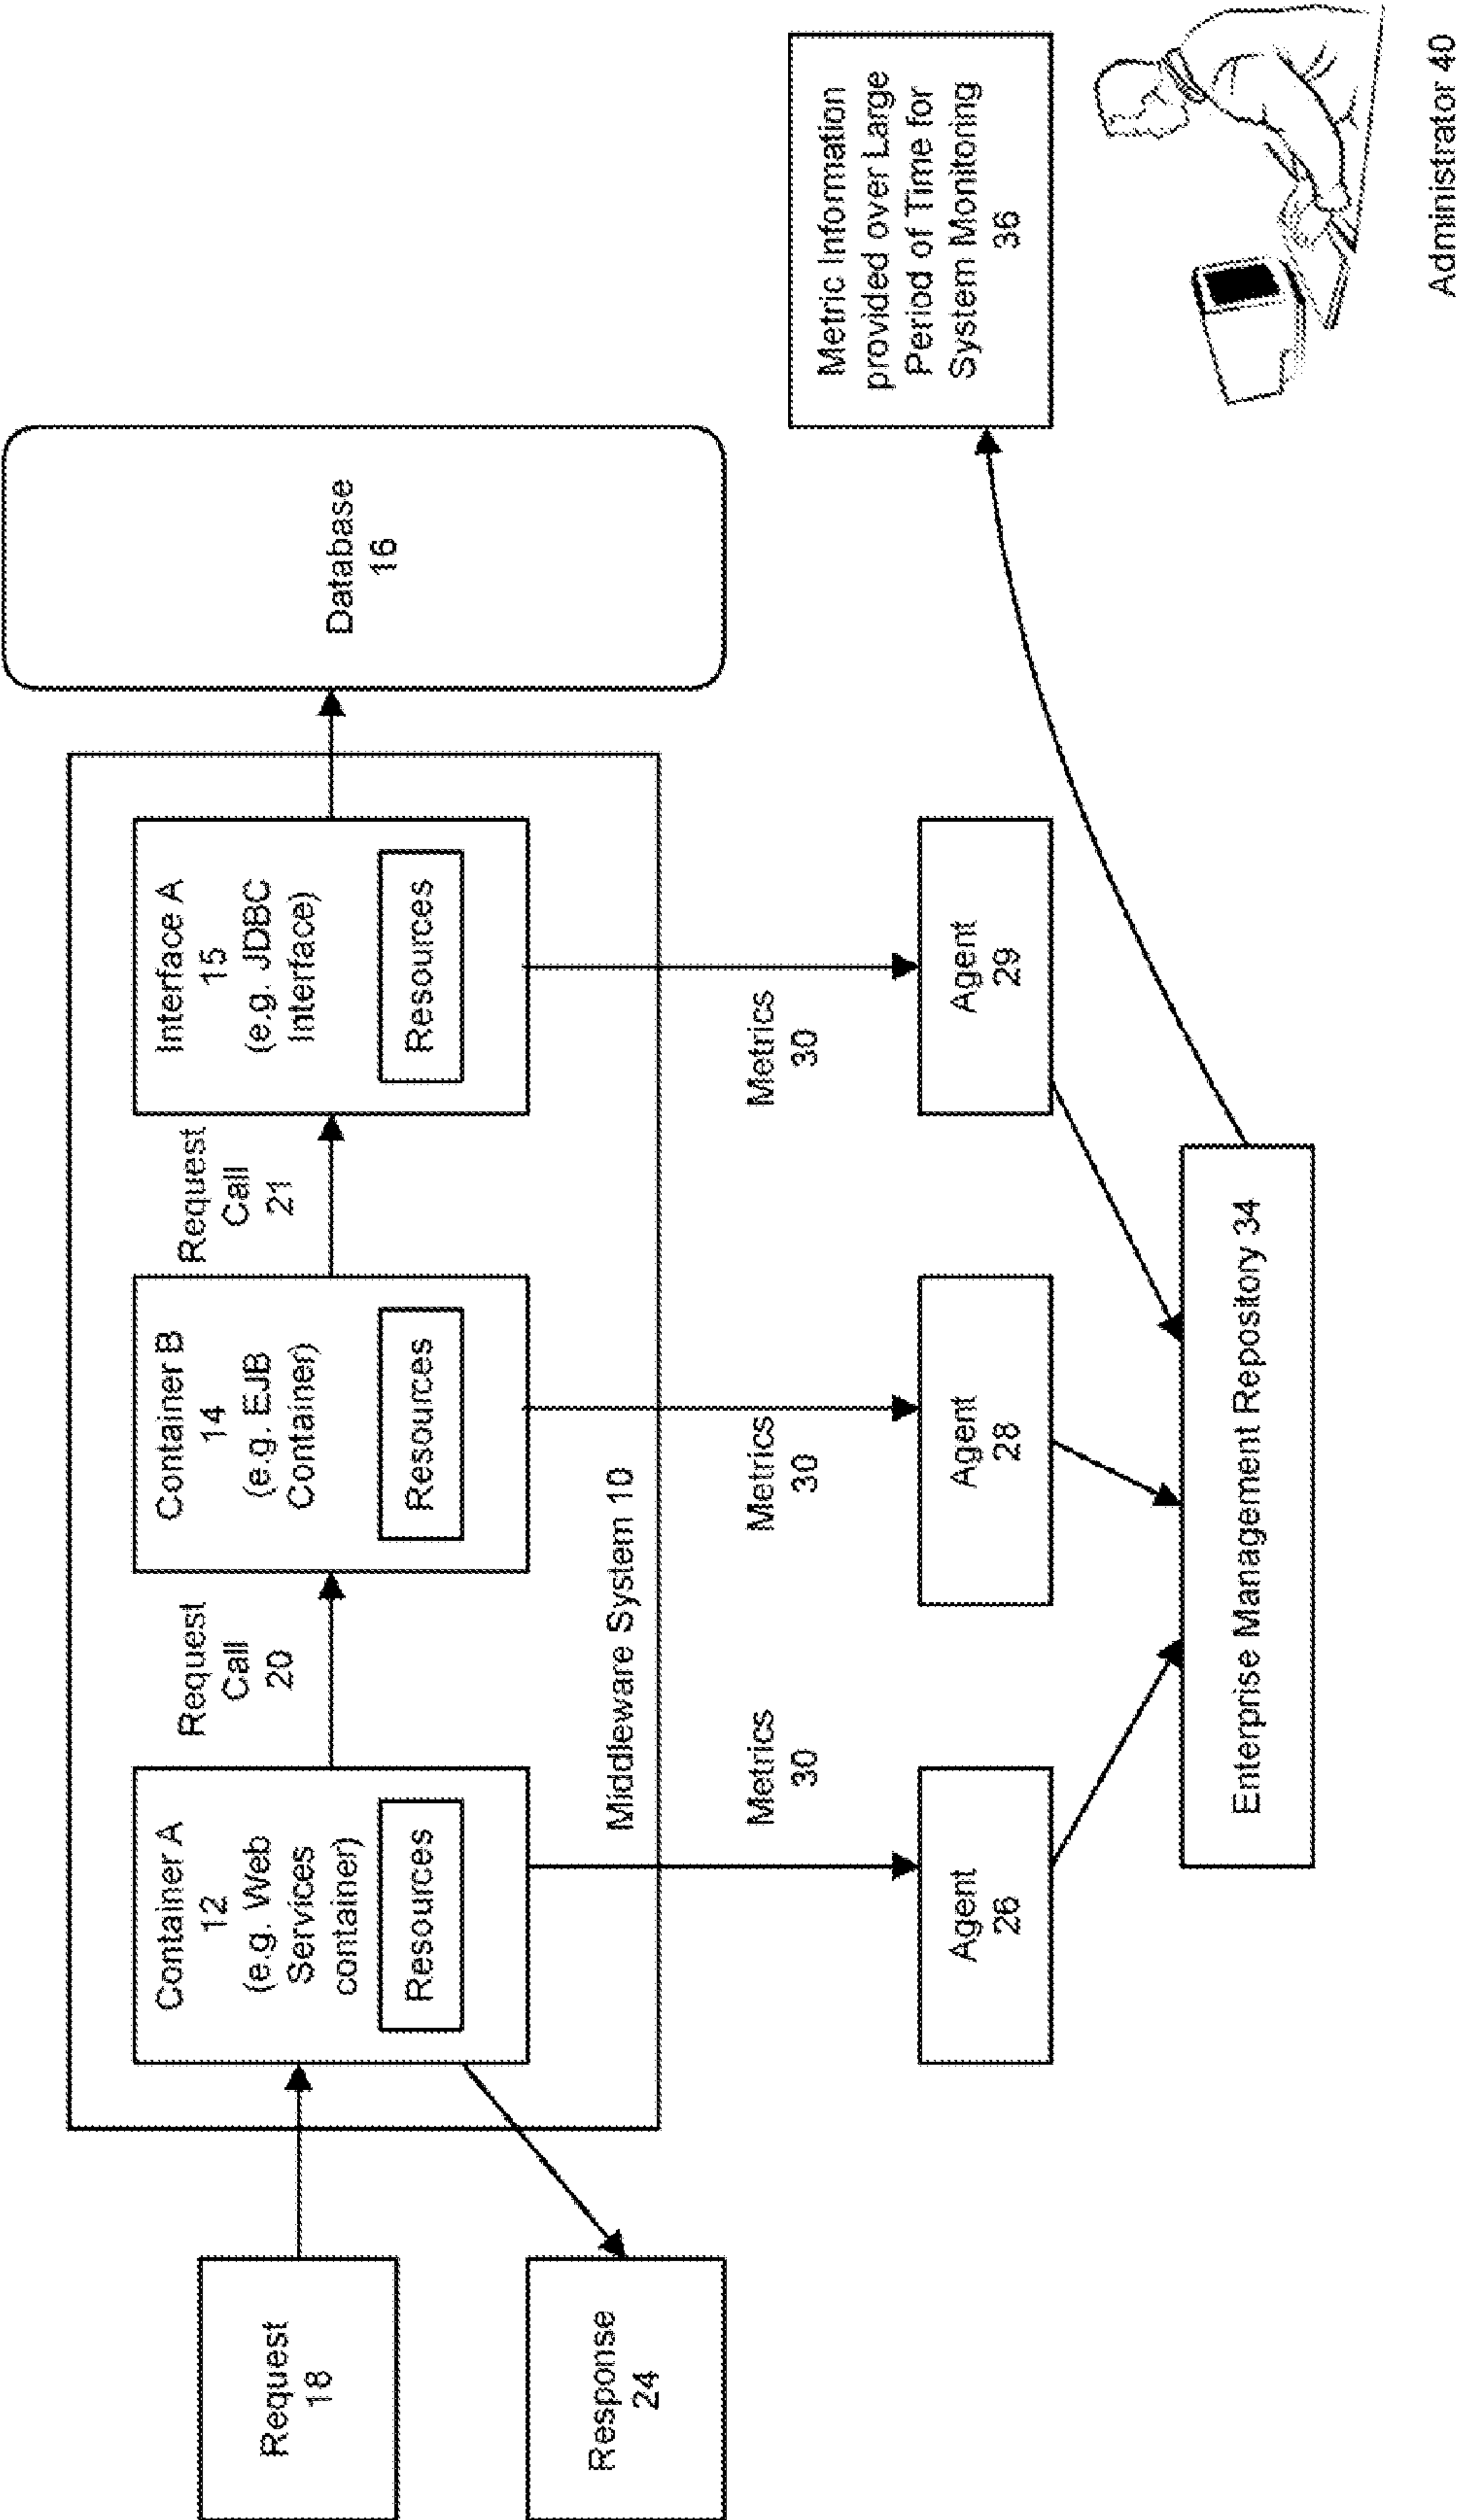 Request
18
Response
24
Container A
12
(e.g. Web
Services
container)
Resources
Request
Call
20
Container B
14
(e.g. EJB
Container)
Resources
Request
Call
21
Interface A
15
(e.g. JDBC
Interface)
Resources
Middleware System 10
Database
16
Metrics
30
Metrics
30
Metrics
30
Agent
26
Agent
28
Agent
29
Enterprise Management Repository 34
Metric Information
provided over Large
Period of Time for
System Monitoring
36
Administrator 40